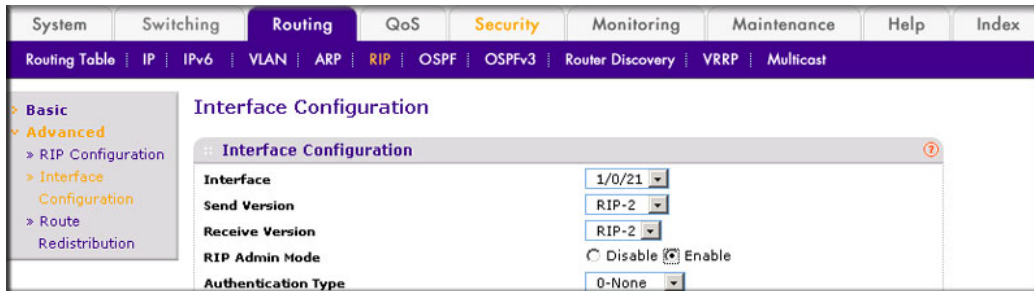 System Switching Routing QoS Security Monitoring Maintenance Help Index
Routing Table IP IPv6 VLAN ARP RIP OSPF OSPFv3 Router Discovery VRRP Multicast
Basic
Advanced
» RIP Configuration
» Interface
Configuration
» Route
Redistribution
Interface Configuration
Interface Configuration ?
Interface 1/0/21
Send Version RIP-2
Receive Version RIP-2
RIP Admin Mode Disable Enable
Authentication Type 0-None